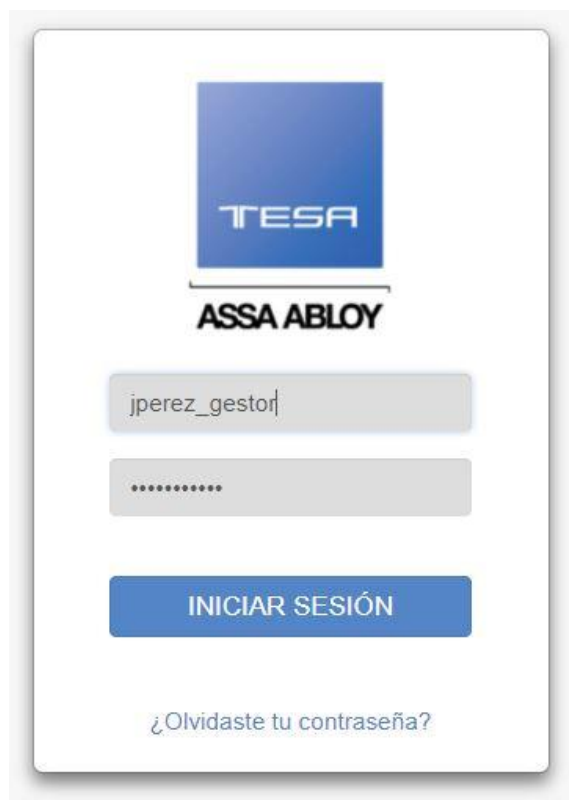 TESA
ASSA ABLOY
jperez_gestor
•••••••••••
INICIAR SESIÓN
¿Olvidaste tu contraseña?